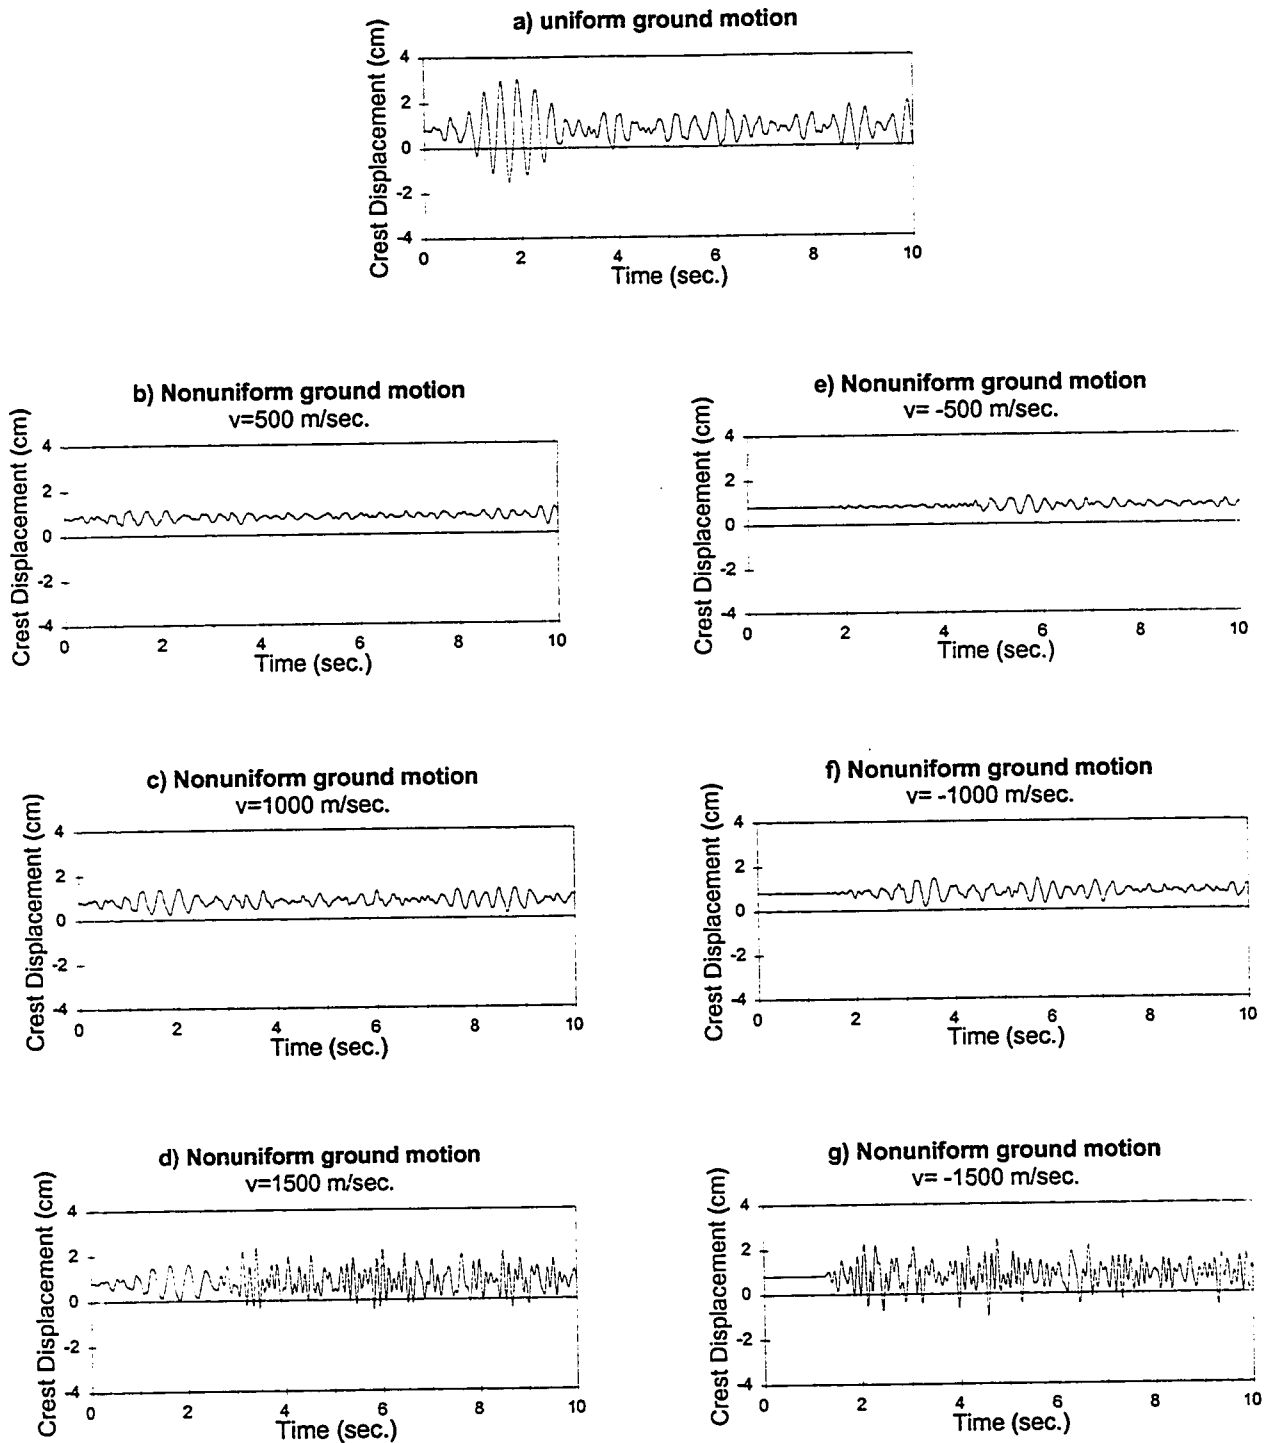 a) uniform ground motion
Crest Displacement (cm)
4
2
0
-2
-4
0 2 4 6 8 10
Time (sec.)
b) Nonuniform ground motion
v=500 m/sec.
Crest Displacement (cm)
4
2
0
-2
-4
0 2 4 6 8 10
Time (sec.)
e) Nonuniform ground motion
v= -500 m/sec.
Crest Displacement (cm)
4
2
0
-2
-4
0 2 4 6 8 10
Time (sec.)
c) Nonuniform ground motion
v=1000 m/sec.
Crest Displacement (cm)
4
2
0
-2
-4
0 2 4 6 8 10
Time (sec.)
f) Nonuniform ground motion
v= -1000 m/sec.
Crest Displacement (cm)
4
2
0
-2
-4
0 2 4 6 8 10
Time (sec.)
d) Nonuniform ground motion
v=1500 m/sec.
Crest Displacement (cm)
4
2
0
-2
-4
0 2 4 6 8 10
Time (sec.)
g) Nonuniform ground motion
v= -1500 m/sec.
Crest Displacement (cm)
4
2
0
-2
-4
0 2 4 6 8 10
Time (sec.)